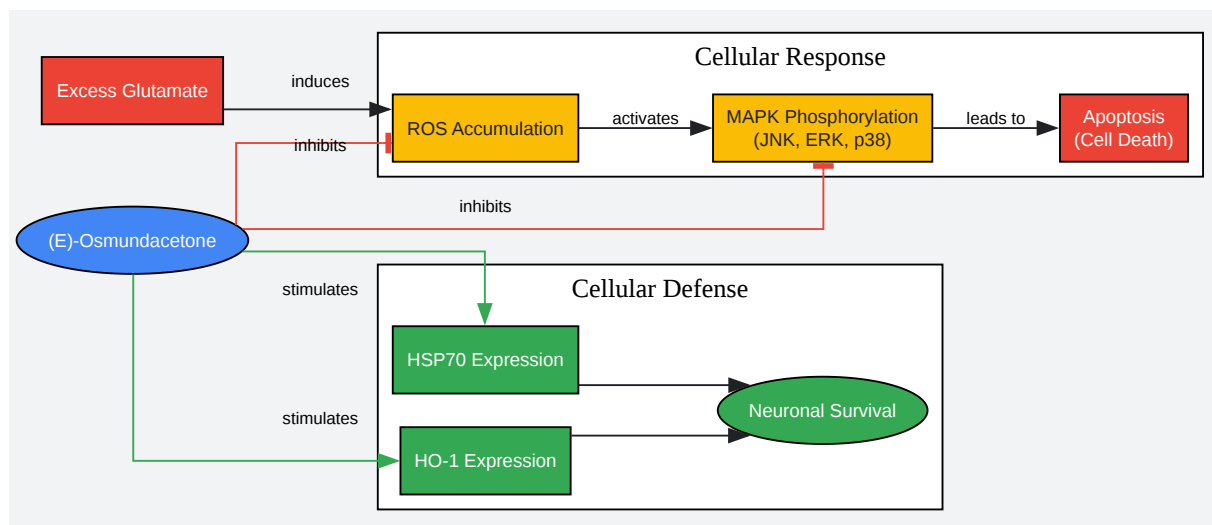 Cellular Response
Excess Glutamate
induces
ROS Accumulation
activates
MAPK Phosphorylation
(JNK, ERK, p38)
leads to
Apoptosis
(Cell Death)
inhibits
inhibits
(E)-Osmundacetone
stimulates
Cellular Defense
HSP70 Expression
Neuronal Survival
stimulates
HO-1 Expression